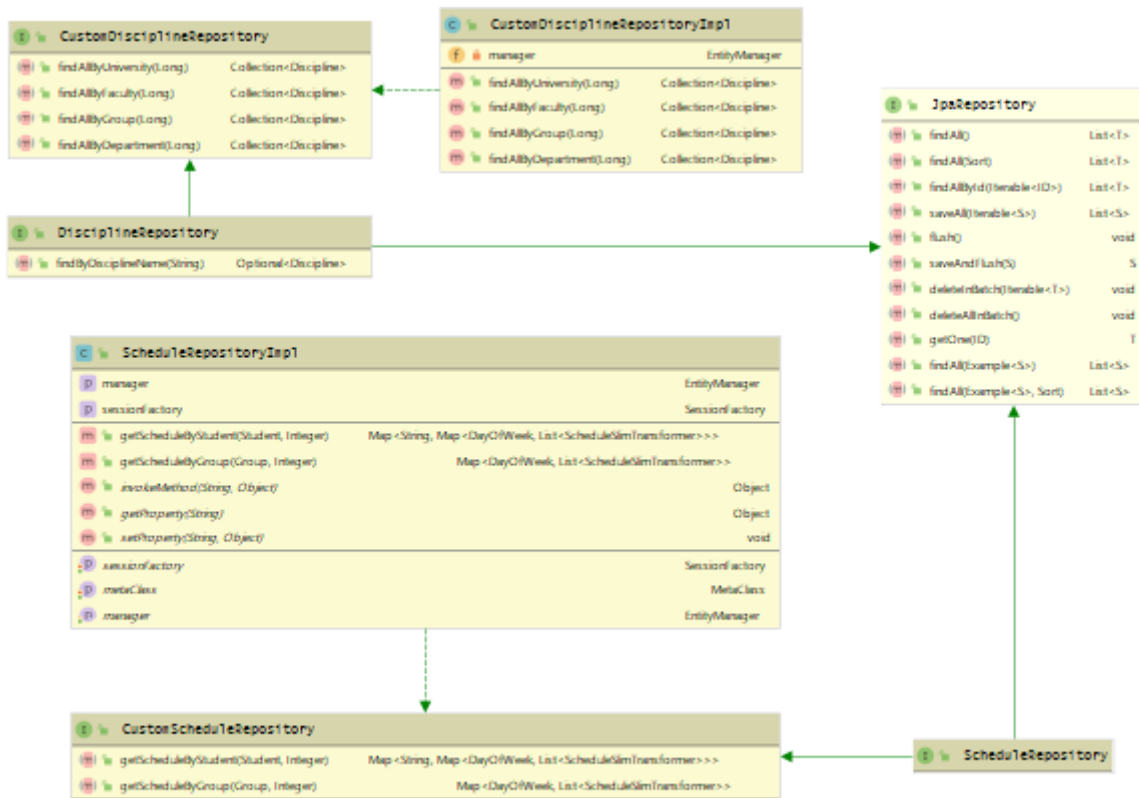 CustomDisciplineRepository
findAllByUniversity(Long) Collection<Discipline>
findAllByFaculty(Long) Collection<Discipline>
findAllByGroup(Long) Collection<Discipline>
findAllByDepartment(Long) Collection<Discipline>
CustomDisciplineRepositoryImpl
manager EntityManager
findAllByUniversity(Long) Collection<Discipline>
findAllByFaculty(Long) Collection<Discipline>
findAllByGroup(Long) Collection<Discipline>
findAllByDepartment(Long) Collection<Discipline>
JpaRepository
findAll() List<T>
findAll(Sort) List<T>
findAllById(Iterable<ID>) List<T>
saveAll(Iterable<S>) List<S>
flush() void
saveAndFlush(S) S
deleteInBatch(Iterable<T>) void
deleteAllInBatch() void
getOne(ID) T
findAll(Example<S>) List<S>
findAll(Example<S>, Sort) List<S>
DisciplineRepository
findByDisciplineName(String) Optional<Discipline>
ScheduleRepositoryImpl
manager EntityManager
sessionFactory SessionFactory
getScheduleByStudent(Student, Integer) Map<String, Map<DayOfWeek, List<ScheduleSlimTransformer>>>
getScheduleByGroup(Group, Integer) Map<DayOfWeek, List<ScheduleSlimTransformer>>
invokeMethod(String, Object) Object
getProperty(String) Object
setProperty(String, Object) void
sessionFactory SessionFactory
metaClass MetaClass
manager EntityManager
CustomScheduleRepository
getScheduleByStudent(Student, Integer) Map<String, Map<DayOfWeek, List<ScheduleSlimTransformer>>>
getScheduleByGroup(Group, Integer) Map<DayOfWeek, List<ScheduleSlimTransformer>>
ScheduleRepository